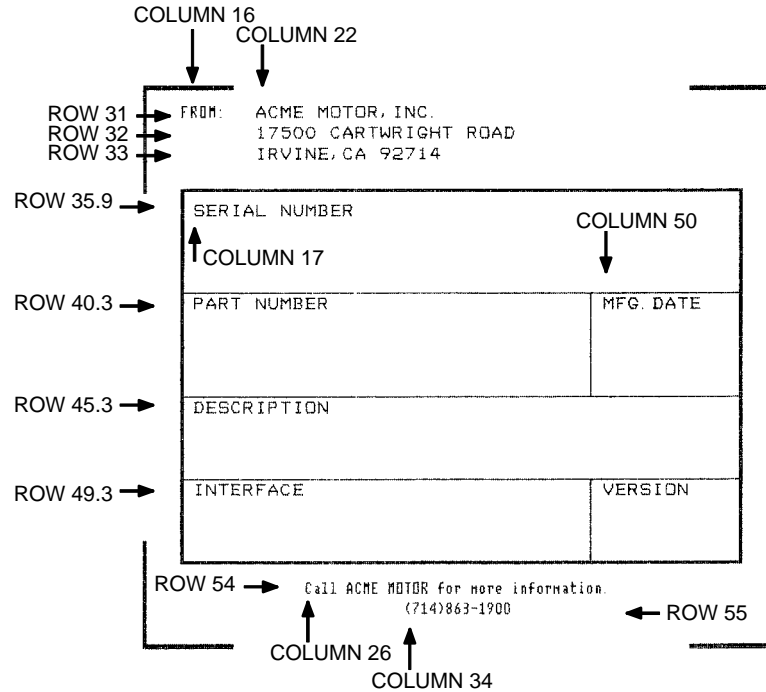 COLUMN 16
COLUMN 22
ROW 31 FROM: ACME MOTOR, INC.
ROW 32 17500 CARTWRIGHT ROAD
ROW 33 IRVINE, CA 92714
ROW 35.9 SERIAL NUMBER
COLUMN 50
COLUMN 17
ROW 40.3 PART NUMBER MFG. DATE
ROW 45.3 DESCRIPTION
ROW 49.3 INTERFACE VERSION
ROW 54 Call ACME MOTOR for more information.
(714)863-1900 ROW 55
COLUMN 26
COLUMN 34